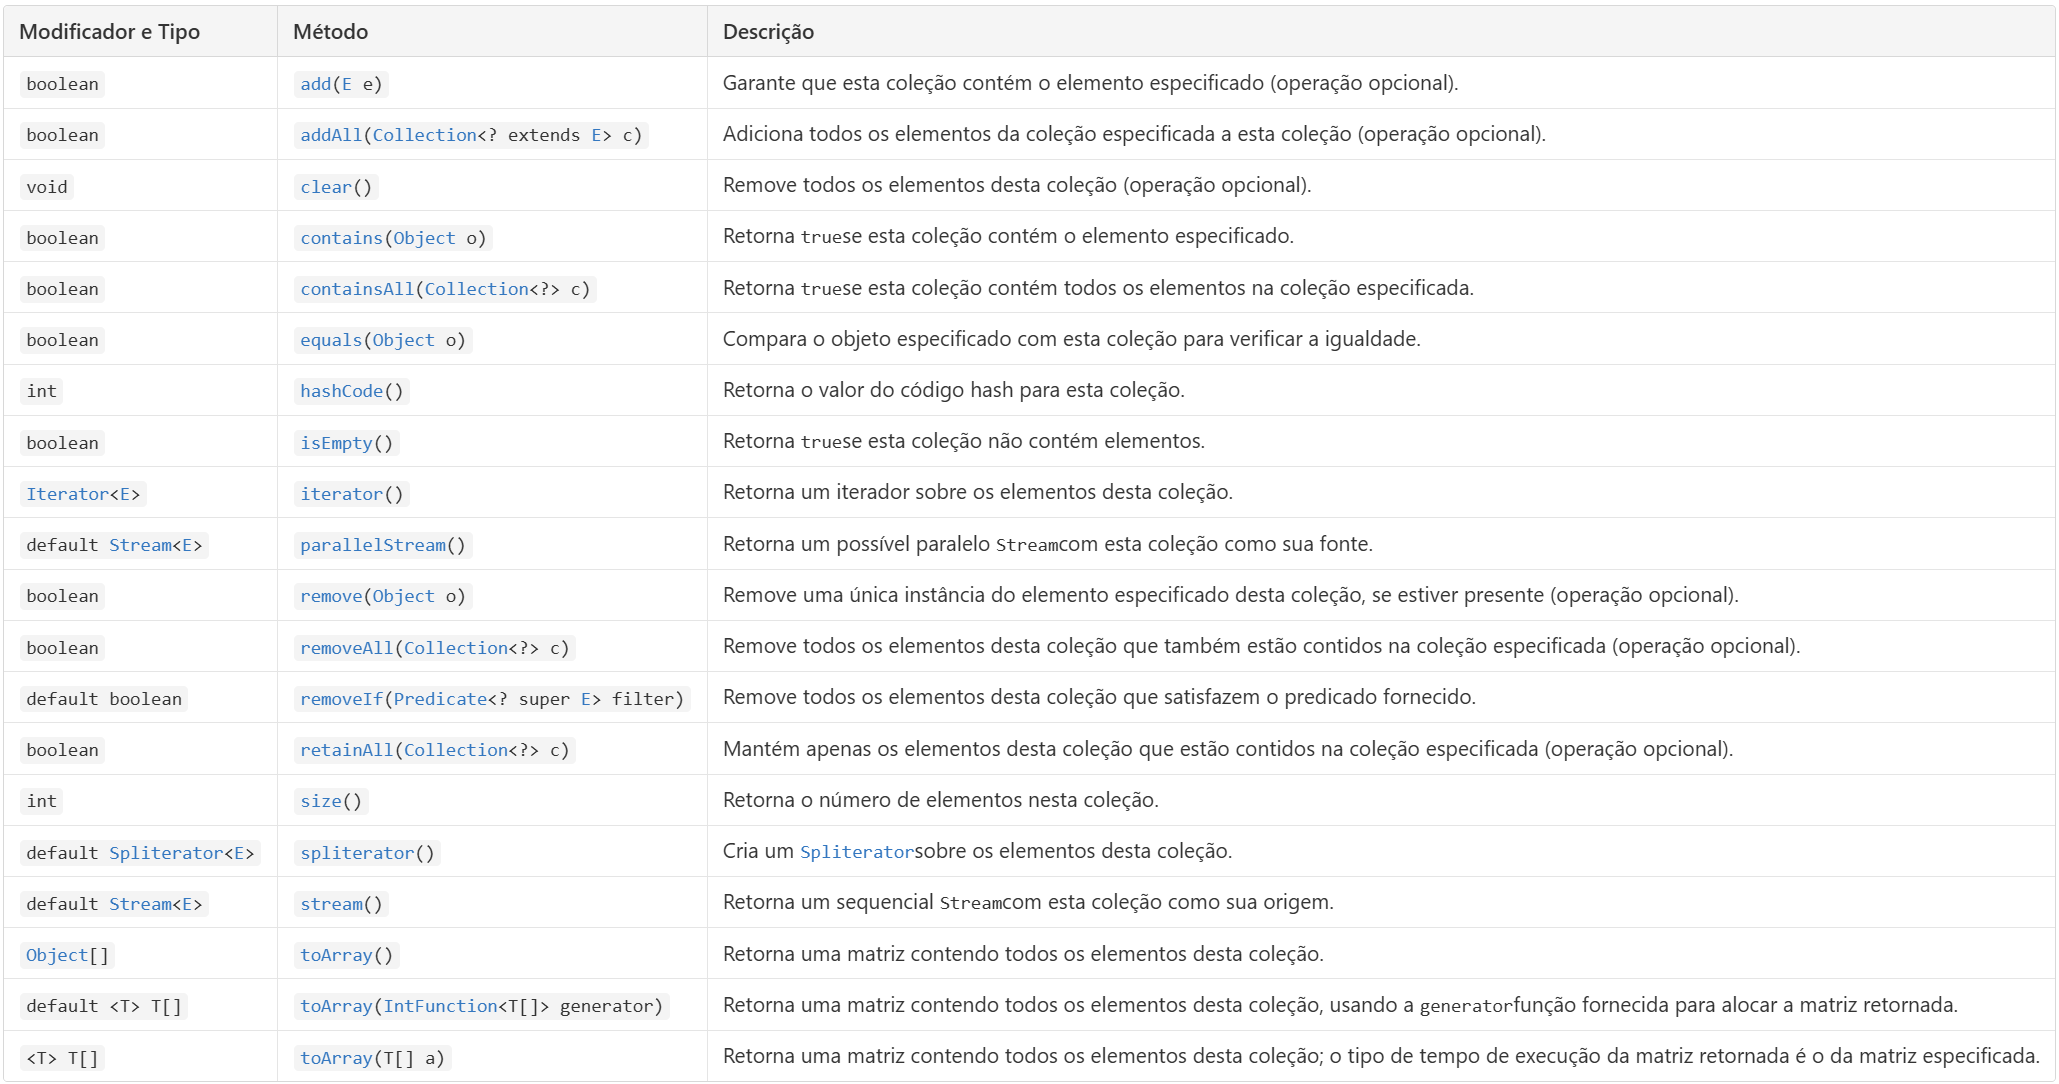 Modificador e Tipo Método Descrição
boolean add(E e) Garante que esta coleção contém o elemento especificado (operação opcional).
boolean addAll(Collection<? extends E> c) Adiciona todos os elementos da coleção especificada a esta coleção (operação opcional).
void clear() Remove todos os elementos desta coleção (operação opcional).
boolean contains(Object o) Retorna truese esta coleção contém o elemento especificado.
boolean containsAll(Collection<?> c) Retorna truese esta coleção contém todos os elementos na coleção especificada.
boolean equals(Object o) Compara o objeto especificado com esta coleção para verificar a igualdade.
int hashCode() Retorna o valor do código hash para esta coleção.
boolean isEmpty() Retorna truese esta coleção não contém elementos.
Iterator<E> iterator() Retorna um iterador sobre os elementos desta coleção.
default Stream<E> parallelStream() Retorna um possível paralelo Streamcom esta coleção como sua fonte.
boolean remove(Object o) Remove uma única instância do elemento especificado desta coleção, se estiver presente (operação opcional).
boolean removeAll(Collection<?> c) Remove todos os elementos desta coleção que também estão contidos na coleção especificada (operação opcional).
default boolean removeIf(Predicate<? super E> filter) Remove todos os elementos desta coleção que satisfazem o predicado fornecido.
boolean retainAll(Collection<?> c) Mantém apenas os elementos desta coleção que estão contidos na coleção especificada (operação opcional).
int size() Retorna o número de elementos nesta coleção.
default Spliterator<E> spliterator() Cria um Spliteratorsobre os elementos desta coleção.
default Stream<E> stream() Retorna um sequencial Streamcom esta coleção como sua origem.
Object[] toArray() Retorna uma matriz contendo todos os elementos desta coleção.
default <T> T[] toArray(IntFunction<T[]> generator) Retorna uma matriz contendo todos os elementos desta coleção, usando a generatorfunção fornecida para alocar a matriz retornada.
<T> T[] toArray(T[] a) Retorna uma matriz contendo todos os elementos desta coleção; o tipo de tempo de execução da matriz retornada é o da matriz especificada.